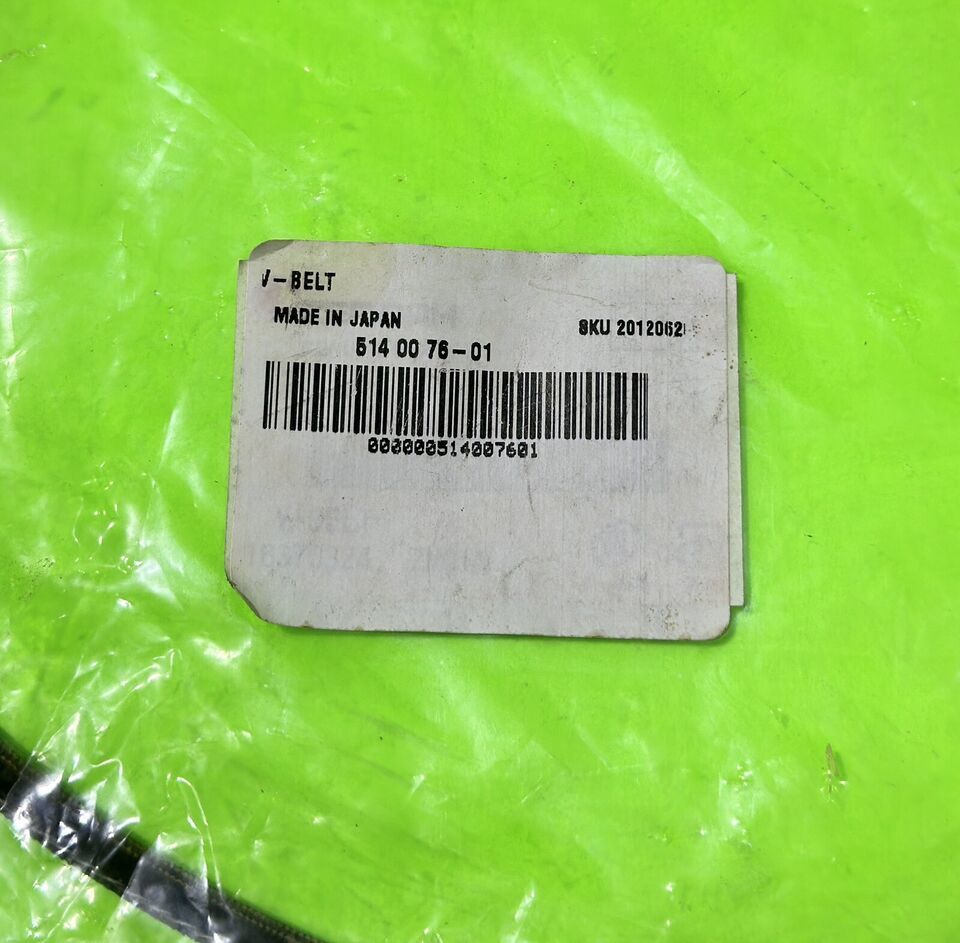 V-BELT
MADE IN JAPAN
SKU 2012062
514 00 76-01
000000514007601